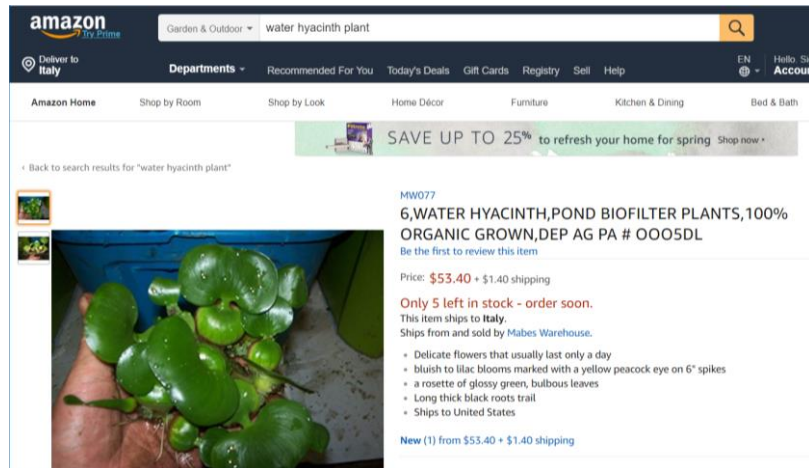 amazon
Try Prime
Garden & Outdoor
water hyacinth plant
Deliver to
Italy
Departments
Recommended For You
Today's Deals
Gift Cards
Registry
Sell
Help
EN
Hello.
Accou
Amazon Home
Shop by Room
Shop by Look
Home Décor
Furniture
Kitchen & Dining
Bed & Bath
SAVE UP TO 25% to refresh your home for spring Shop now
‹ Back to search results for "water hyacinth plant"
MW077
6,WATER HYACINTH,POND BIOFILTER PLANTS,100%
ORGANIC GROWN,DEP AG PA # OOO5DL
Be the first to review this item
Price: $53.40 + $1.40 shipping
Only 5 left in stock - order soon.
This item ships to Italy.
Ships from and sold by Mabes Warehouse.
• Delicate flowers that usually last only a day
• bluish to lilac blooms marked with a yellow peacock eye on 6" spikes
• a rosette of glossy green, bulbous leaves
• Long thick black roots trail
• Ships to United States
New (1) from $53.40 + $1.40 shipping